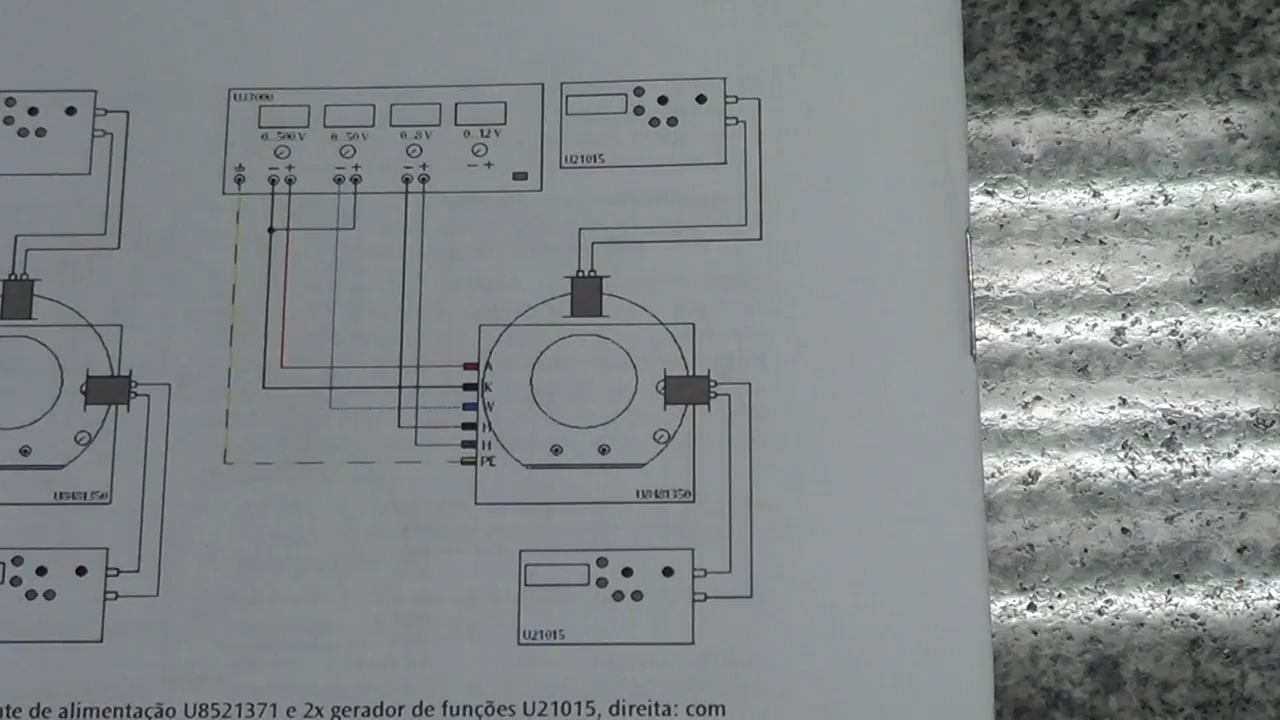 U33000
0...500 V 0...50 V 0...8 V 0...12 V
− + − + − + − +
U21015
A
K
W
H
H
PE
U8481350
U8481350
U21015
te de alimentação U8521371 e 2x gerador de funções U21015, direita: com